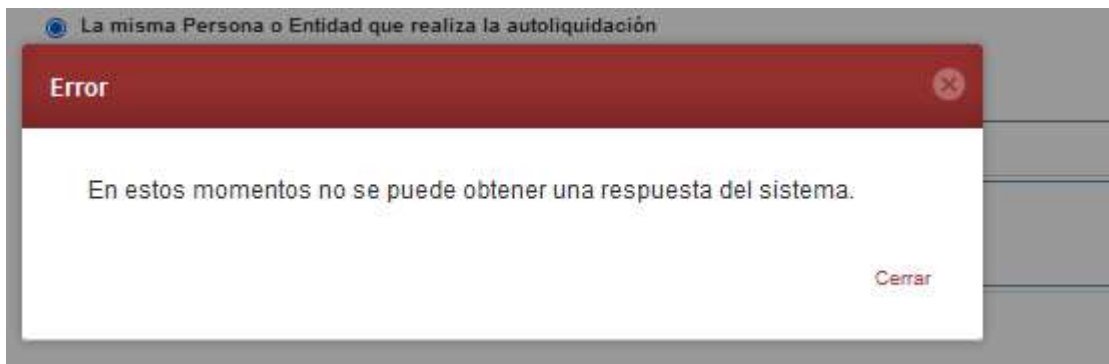 La misma Persona o Entidad que realiza la autoliquidación
Error
En estos momentos no se puede obtener una respuesta del sistema.
Cerrar